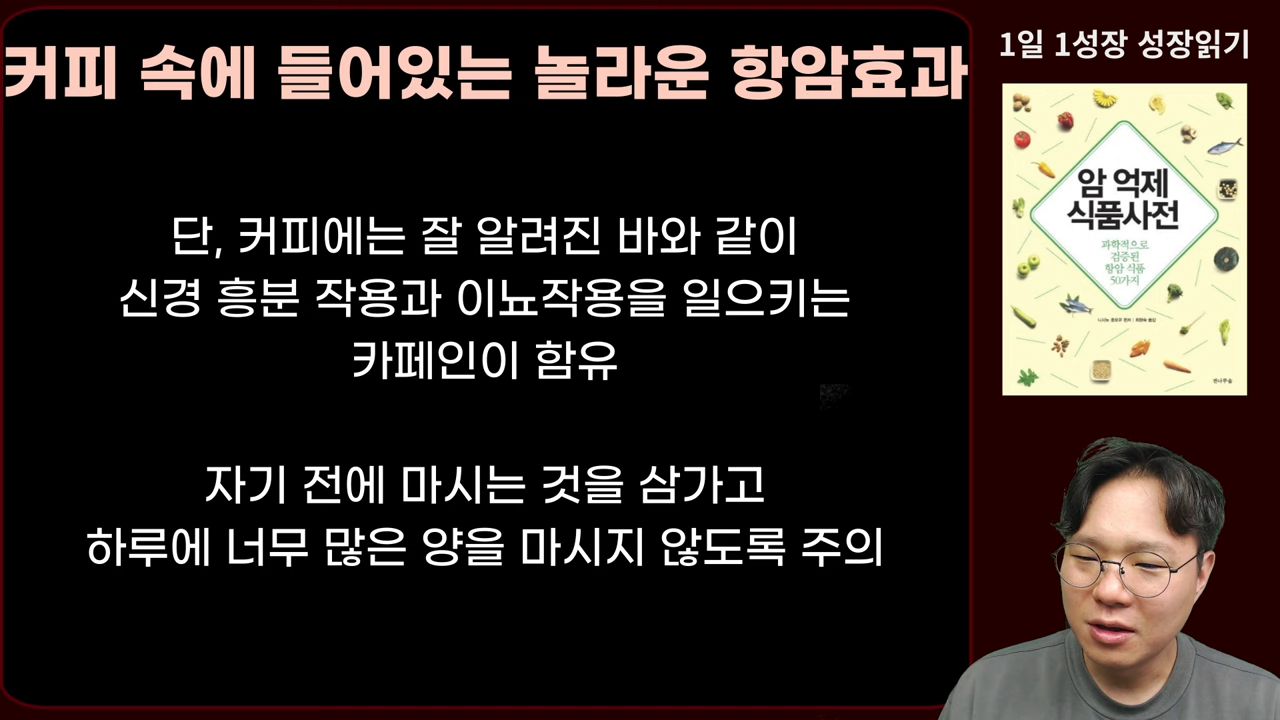 커피 속에 들어있는 놀라운 항암효과
단, 커피에는 잘 알려진 바와 같이
신경 흥분 작용과 이뇨작용을 일으키는
카페인이 함유
자기 전에 마시는 것을 삼가고
하루에 너무 많은 양을 마시지 않도록 주의
1일 1성장 성장읽기
암 억제
식품사전
과학적으로
검증된
항암 식품
50가지
전나무숲